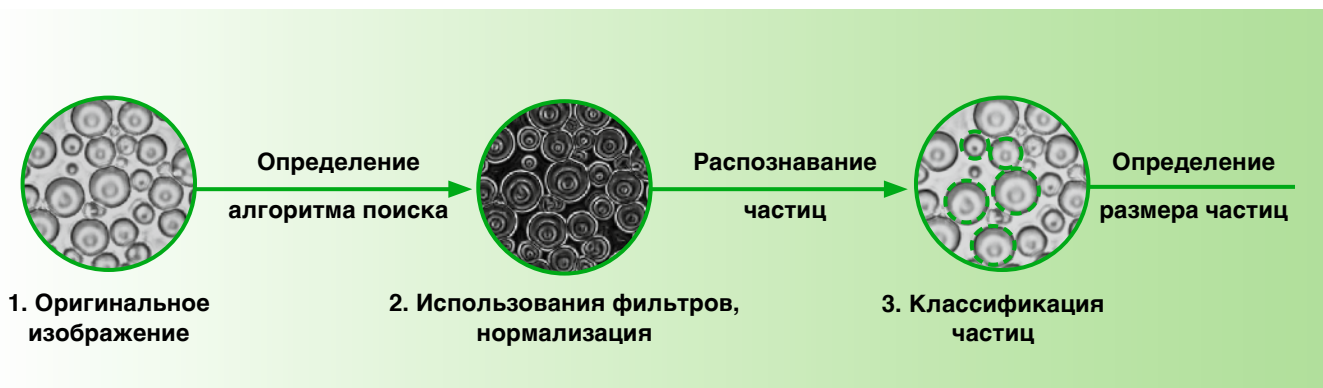 Определение
алгоритма поиска
Распознавание
частиц
Определение
размера частиц
1. Оригинальное
изображение
2. Использования фильтров,
нормализация
3. Классификация
частиц